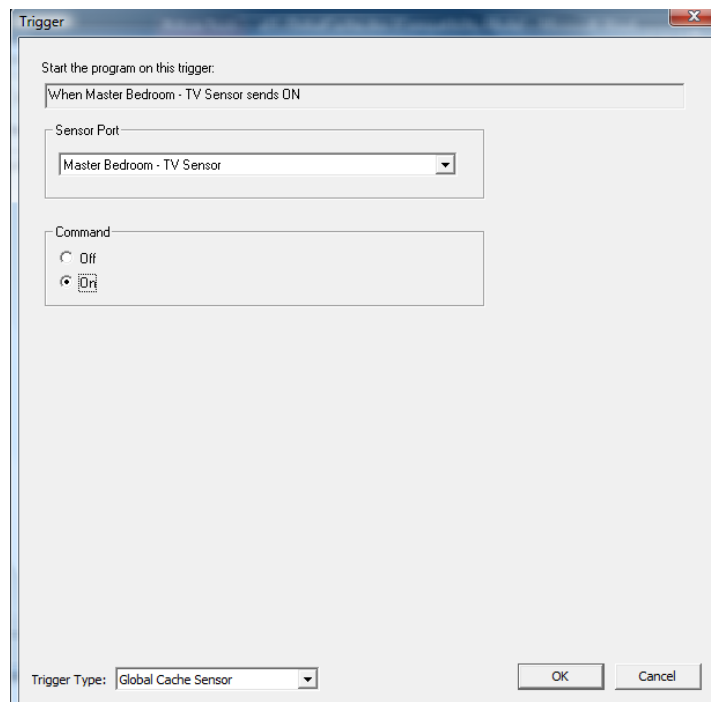 Trigger
Start the program on this trigger:
When Master Bedroom - TV Sensor sends ON
Sensor Port
Master Bedroom - TV Sensor
Command
Off
On
Trigger Type: Global Cache Sensor OK Cancel